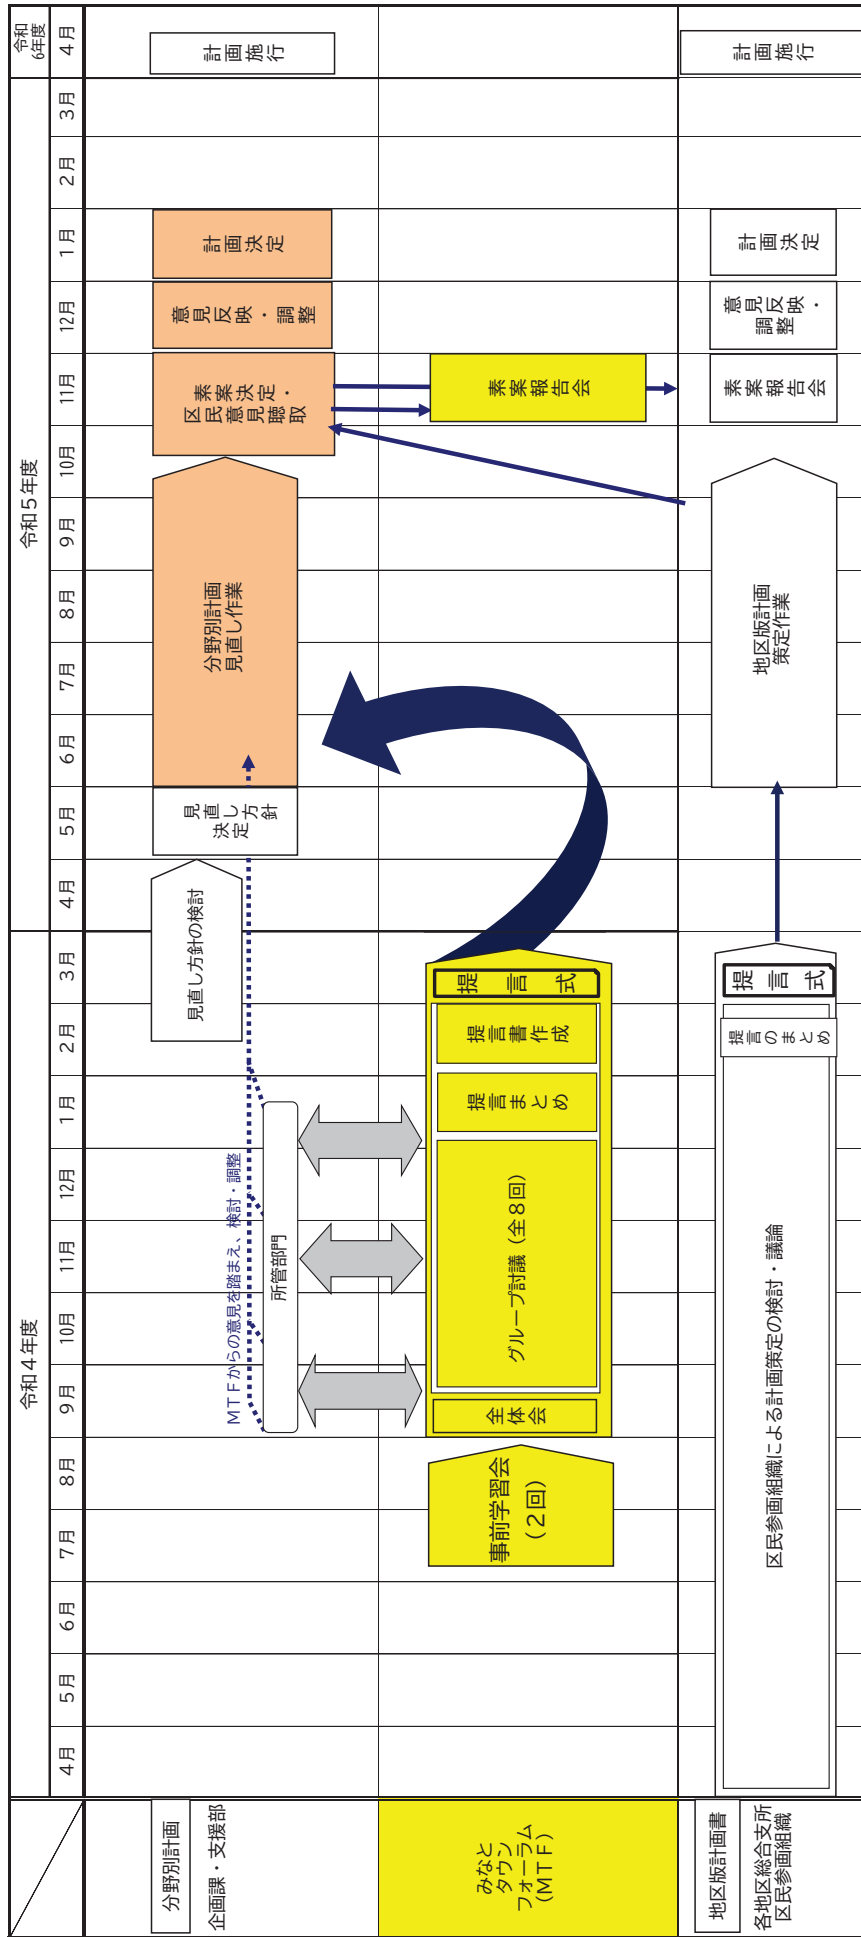 令和４年度
令和５年度
令和
6年度
4月
5月
6月
7月
8月
9月
10月
11月
12月
1月
2月
3月
4月
5月
6月
7月
8月
9月
10月
11月
12月
1月
2月
3月
4月
分野別計画
企画課・支援部
ＭＴＦからの意見を踏まえ、検討・調整
所管部門
見直し方針の検討
見直し方針
決定
分野別計画
見直し作業
素案決定・
区民意見聴取
意見反映・調整
計画決定
計画施行
みなと
タウン
フォーラム
（ＭＴＦ）
事前学習会
（２回）
全体会
グループ討議（全８回）
提言まとめ
提言書作成
提言式
素案報告会
地区版計画書
各地区総合支所
区民参画組織
区民参画組織による計画策定の検討・議論
提言のまとめ
提言式
地区版計画
策定作業
素案報告会
意見反映・
調整
計画決定
計画施行